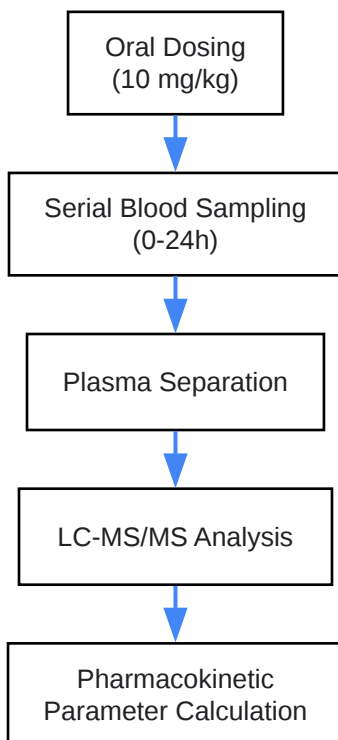 Oral Dosing
(10 mg/kg)
Serial Blood Sampling
(0-24h)
Plasma Separation
LC-MS/MS Analysis
Pharmacokinetic
Parameter Calculation